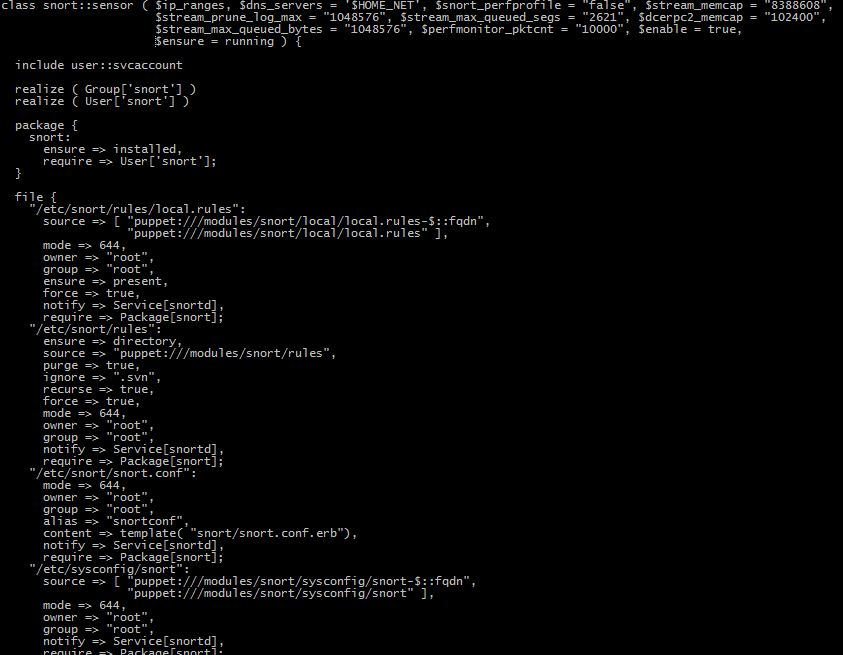 class snort::sensor ( $ip_ranges, $dns_servers = '$HOME_NET', $snort_perfprofile = "false", $stream_memcap = "8388608",
                      $stream_prune_log_max = "1048576", $stream_max_queued_segs = "2621", $dcerpc2_memcap = "102400",
                      $stream_max_queued_bytes = "1048576", $perfmonitor_pktcnt = "10000", $enable = true,
                      $ensure = running ) {

  include user::svcaccount

  realize ( Group['snort'] )
  realize ( User['snort'] )

  package {
    snort:
      ensure => installed,
      require => User['snort'];
  }

  file {
    "/etc/snort/rules/local.rules":
      source => [ "puppet:///modules/snort/local/local.rules-$::fqdn",
                  "puppet:///modules/snort/local/local.rules" ],
      mode => 644,
      owner => "root",
      group => "root",
      ensure => present,
      force => true,
      notify => Service[snortd],
      require => Package[snort];
    "/etc/snort/rules":
      ensure => directory,
      source => "puppet:///modules/snort/rules",
      purge => true,
      ignore => ".svn",
      recurse => true,
      force => true,
      mode => 644,
      owner => "root",
      group => "root",
      notify => Service[snortd],
      require => Package[snort];
    "/etc/snort/snort.conf":
      mode => 644,
      owner => "root",
      group => "root",
      alias => "snortconf",
      content => template( "snort/snort.conf.erb"),
      notify => Service[snortd],
      require => Package[snort];
    "/etc/sysconfig/snort":
      source => [ "puppet:///modules/snort/sysconfig/snort-$::fqdn",
                  "puppet:///modules/snort/sysconfig/snort" ],
      mode => 644,
      owner => "root",
      group => "root",
      notify => Service[snortd],
      require => Package[snort];